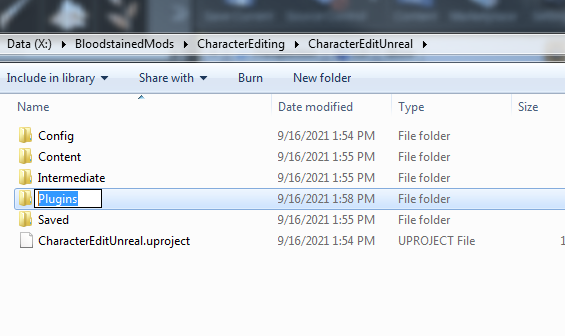 Data (X:) BloodstainedMods CharacterEditing CharacterEditUnreal
Include in library Share with Burn New folder
Name Date modified Type Size
Config 9/16/2021 1:54 PM File folder
Content 9/16/2021 1:55 PM File folder
Intermediate 9/16/2021 1:55 PM File folder
Plugins 9/16/2021 1:58 PM File folder
Saved 9/16/2021 1:55 PM File folder
CharacterEditUnreal.uproject 9/16/2021 1:54 PM UPROJECT File 1